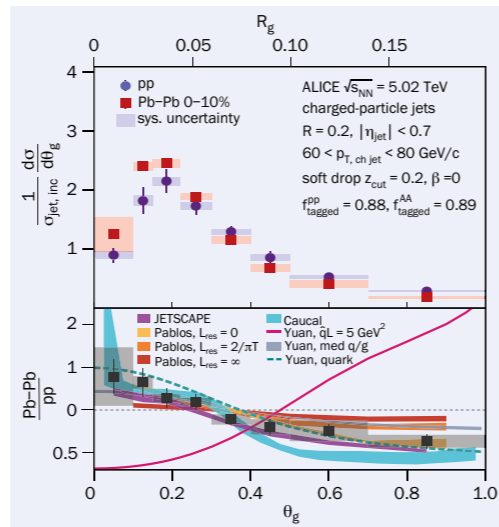 R_g
0 0.05 0.10 0.15
4
3
2
1
1/σ_jet, inc dσ/dθ_g
pp
Pb–Pb 0–10%
sys. uncertainty
ALICE √s_NN = 5.02 TeV
charged-particle jets
R = 0.2, |η_jet| < 0.7
60 < p_T, ch jet < 80 GeV/c
soft drop z_cut = 0.2, β =0
f^pp_tagged = 0.88, f^AA_tagged = 0.89
2
1
0
0.5
Pb–Pb/pp
JETSCAPE
Pablos, L_res = 0
Pablos, L_res = 2/πT
Pablos, L_res = ∞
Caucal
Yuan, q̂L = 5 GeV²
Yuan, med q/g
Yuan, quark
0 0.2 0.4 0.6 0.8 1.0
θ_g